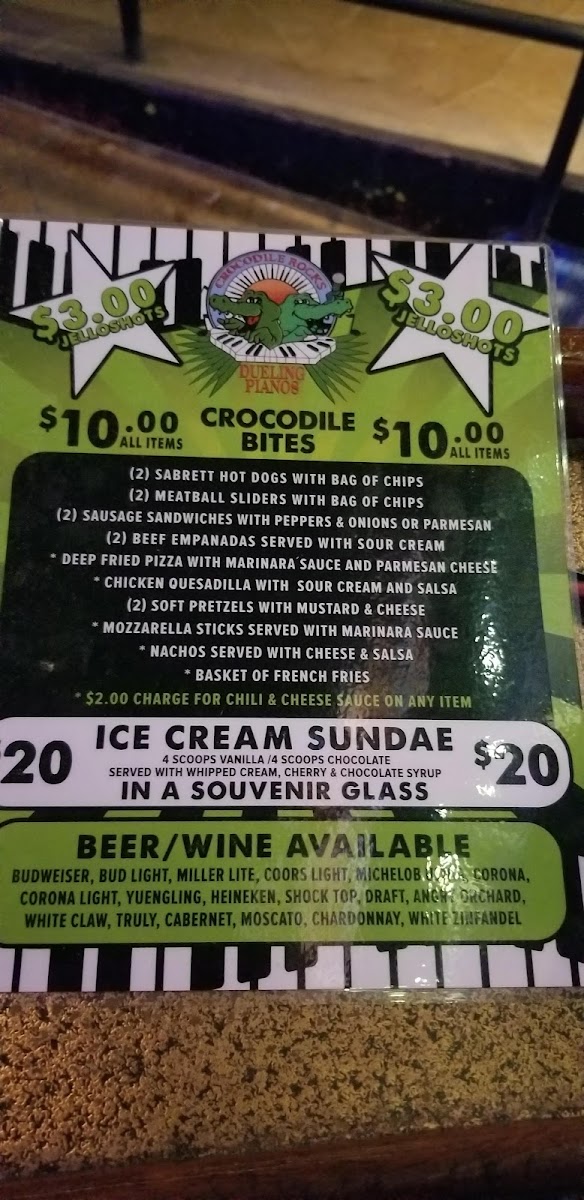 $3.00
JELLOSHOTS
CROCODILE ROCKS
DUELING
PIANOS
$3.00
JELLOSHOTS
$10.00
ALL ITEMS
CROCODILE
BITES
$10.00
ALL ITEMS
(2) SABRETT HOT DOGS WITH BAG OF CHIPS
(2) MEATBALL SLIDERS WITH BAG OF CHIPS
(2) SAUSAGE SANDWICHES WITH PEPPERS & ONIONS OR PARMESAN
(2) BEEF EMPANADAS SERVED WITH SOUR CREAM
* DEEP FRIED PIZZA WITH MARINARA SAUCE AND PARMESAN CHEESE
* CHICKEN QUESADILLA WITH SOUR CREAM AND SALSA
(2) SOFT PRETZELS WITH MUSTARD & CHEESE
* MOZZARELLA STICKS SERVED WITH MARINARA SAUCE
* NACHOS SERVED WITH CHEESE & SALSA
* BASKET OF FRENCH FRIES
* $2.00 CHARGE FOR CHILI & CHEESE SAUCE ON ANY ITEM
$20
ICE CREAM SUNDAE
$20
4 SCOOPS VANILLA /4 SCOOPS CHOCOLATE
SERVED WITH WHIPPED CREAM, CHERRY & CHOCOLATE SYRUP
IN A SOUVENIR GLASS
BEER/WINE AVAILABLE
BUDWEISER, BUD LIGHT, MILLER LITE, COORS LIGHT, MICHELOB ULTRA, CORONA,
CORONA LIGHT, YUENGLING, HEINEKEN, SHOCK TOP, DRAFT, ANGRY ORCHARD,
WHITE CLAW, TRULY, CABERNET, MOSCATO, CHARDONNAY, WHITE ZINFANDEL